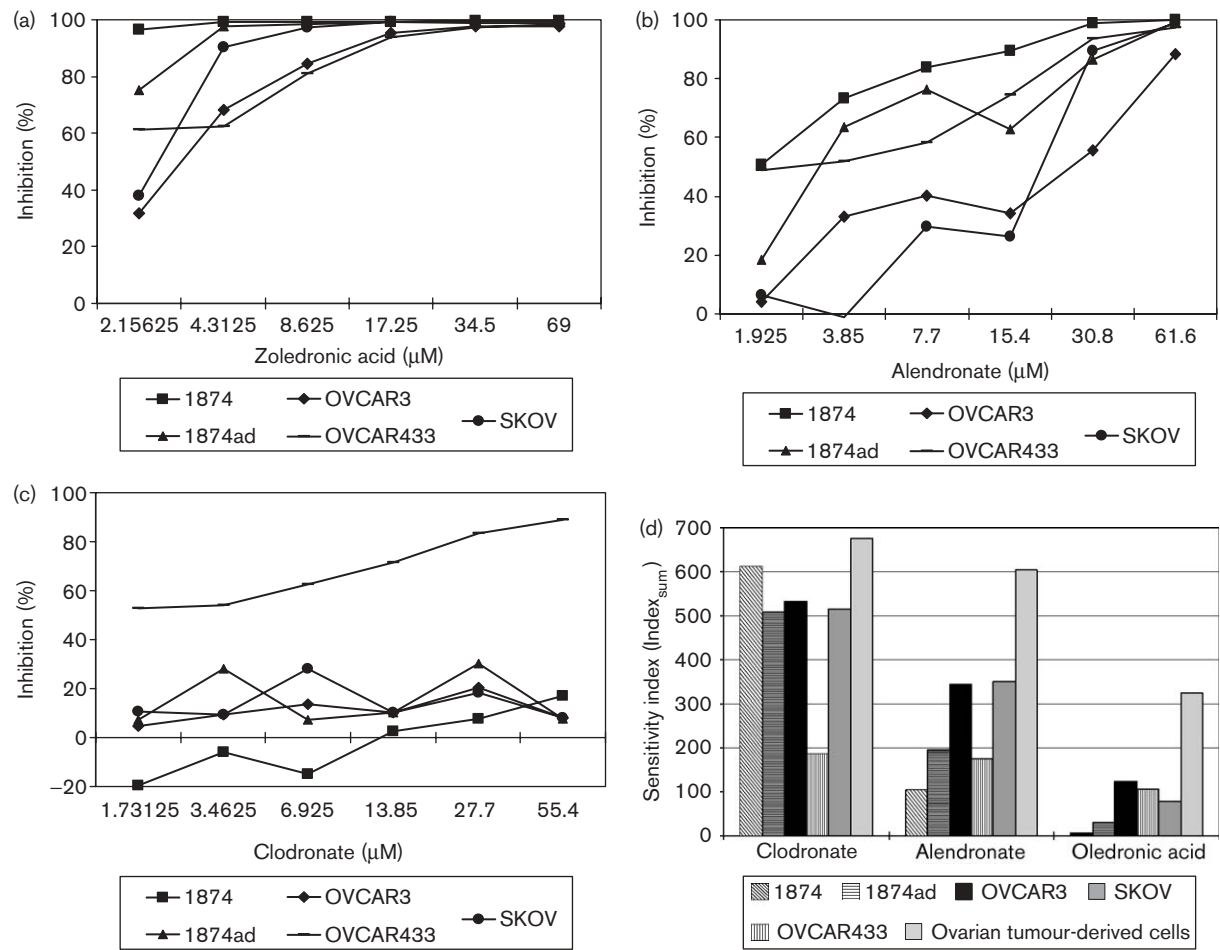 (a)
100
80
60
40
20
0
Inhibition (%)
2.15625 4.3125 8.625 17.25 34.5 69
Zoledronic acid (μM)
1874 OVCAR3 SKOV
1874ad OVCAR433
(b)
100
80
60
40
20
0
Inhibition (%)
1.925 3.85 7.7 15.4 30.8 61.6
Alendronate (μM)
1874 OVCAR3 SKOV
1874ad OVCAR433
(c)
100
80
60
40
20
0
−20
Inhibition (%)
1.73125 3.4625 6.925 13.85 27.7 55.4
Clodronate (μM)
1874 OVCAR3 SKOV
1874ad OVCAR433
(d)
700
600
500
400
300
200
100
0
Sensitivity index (Index_sum)
Clodronate Alendronate Oledronic acid
1874 1874ad OVCAR3 SKOV
OVCAR433 Ovarian tumour-derived cells